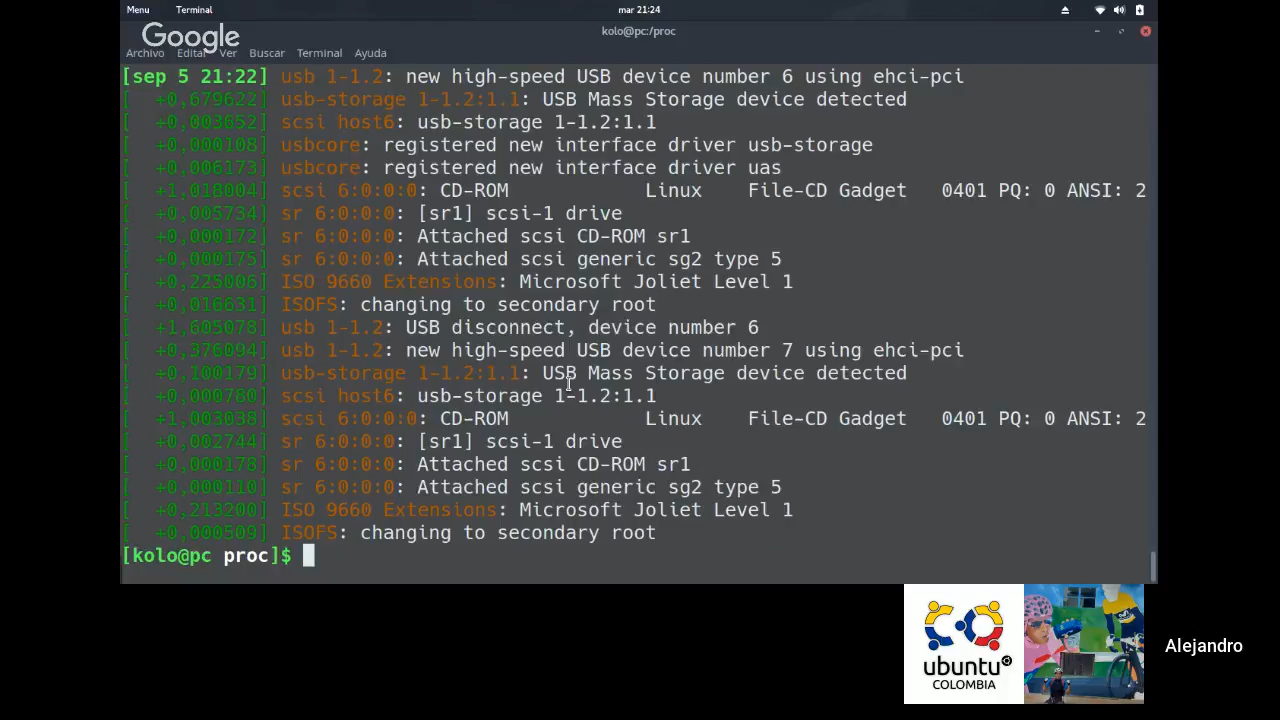 Menu Terminal mar 21:24
kolo@pc:/proc
Google
Archivo Editar Ver Buscar Terminal Ayuda
[sep 5 21:22] usb 1-1.2: new high-speed USB device number 6 using ehci-pci
[ +0,679622] usb-storage 1-1.2:1.1: USB Mass Storage device detected
[ +0,003652] scsi host6: usb-storage 1-1.2:1.1
[ +0,000108] usbcore: registered new interface driver usb-storage
[ +0,006173] usbcore: registered new interface driver uas
[ +1,018004] scsi 6:0:0:0: CD-ROM Linux File-CD Gadget 0401 PQ: 0 ANSI: 2
[ +0,005734] sr 6:0:0:0: [sr1] scsi-1 drive
[ +0,000172] sr 6:0:0:0: Attached scsi CD-ROM sr1
[ +0,000175] sr 6:0:0:0: Attached scsi generic sg2 type 5
[ +0,225006] ISO 9660 Extensions: Microsoft Joliet Level 1
[ +0,016631] ISOFS: changing to secondary root
[ +1,605078] usb 1-1.2: USB disconnect, device number 6
[ +0,376094] usb 1-1.2: new high-speed USB device number 7 using ehci-pci
[ +0,100179] usb-storage 1-1.2:1.1: USB Mass Storage device detected
[ +0,000780] scsi host6: usb-storage 1-1.2:1.1
[ +1,003038] scsi 6:0:0:0: CD-ROM Linux File-CD Gadget 0401 PQ: 0 ANSI: 2
[ +0,002744] sr 6:0:0:0: [sr1] scsi-1 drive
[ +0,000178] sr 6:0:0:0: Attached scsi CD-ROM sr1
[ +0,000110] sr 6:0:0:0: Attached scsi generic sg2 type 5
[ +0,213200] ISO 9660 Extensions: Microsoft Joliet Level 1
[ +0,000509] ISOFS: changing to secondary root
[kolo@pc proc]$
ubuntu
COLOMBIA
Alejandro